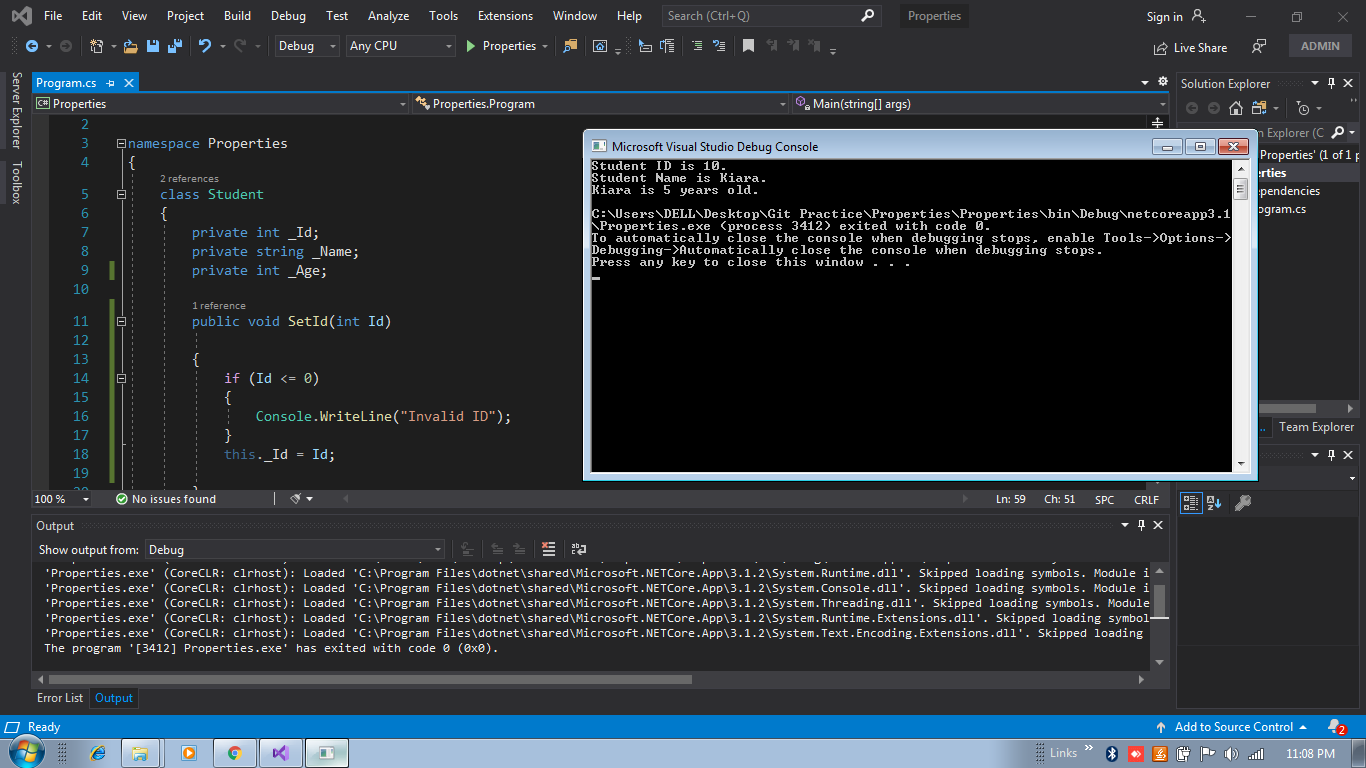 File Edit View Project Build Debug Test Analyze Tools Extensions Window Help Search (Ctrl+Q) Properties Sign in
Debug Any CPU Properties Live Share ADMIN
Server Explorer
Toolbox
Program.cs
Properties Properties.Program Main(string[] args)
2
3 namespace Properties
4 {
2 references
5 class Student
6 {
7 private int _Id;
8 private string _Name;
9 private int _Age;
10
1 reference
11 public void SetId(int Id)
12
13 {
14 if (Id <= 0)
15 {
16 Console.WriteLine("Invalid ID");
17 }
18 this._Id = Id;
19
100 % No issues found Ln: 59 Ch: 51 SPC CRLF
Microsoft Visual Studio Debug Console
Student ID is 10.
Student Name is Kiara.
Kiara is 5 years old.
C:\Users\DELL\Desktop\Git Practice\Properties\Properties\bin\Debug\netcoreapp3.1
\Properties.exe (process 3412) exited with code 0.
To automatically close the console when debugging stops, enable Tools->Options->
Debugging->Automatically close the console when debugging stops.
Press any key to close this window . . .
Solution Explorer
Explorer (C
Properties' (1 of 1 p
erties
ependencies
ogram.cs
.. Team Explorer
Output
Show output from: Debug
'Properties.exe' (CoreCLR: clrhost): Loaded 'C:\Program Files\dotnet\shared\Microsoft.NETCore.App\3.1.2\System.Runtime.dll'. Skipped loading symbols. Module i
'Properties.exe' (CoreCLR: clrhost): Loaded 'C:\Program Files\dotnet\shared\Microsoft.NETCore.App\3.1.2\System.Console.dll'. Skipped loading symbols. Module i
'Properties.exe' (CoreCLR: clrhost): Loaded 'C:\Program Files\dotnet\shared\Microsoft.NETCore.App\3.1.2\System.Threading.dll'. Skipped loading symbols. Module
'Properties.exe' (CoreCLR: clrhost): Loaded 'C:\Program Files\dotnet\shared\Microsoft.NETCore.App\3.1.2\System.Runtime.Extensions.dll'. Skipped loading symbol
'Properties.exe' (CoreCLR: clrhost): Loaded 'C:\Program Files\dotnet\shared\Microsoft.NETCore.App\3.1.2\System.Text.Encoding.Extensions.dll'. Skipped loading
The program '[3412] Properties.exe' has exited with code 0 (0x0).
Error List Output
Ready Add to Source Control 2
Links 11:08 PM